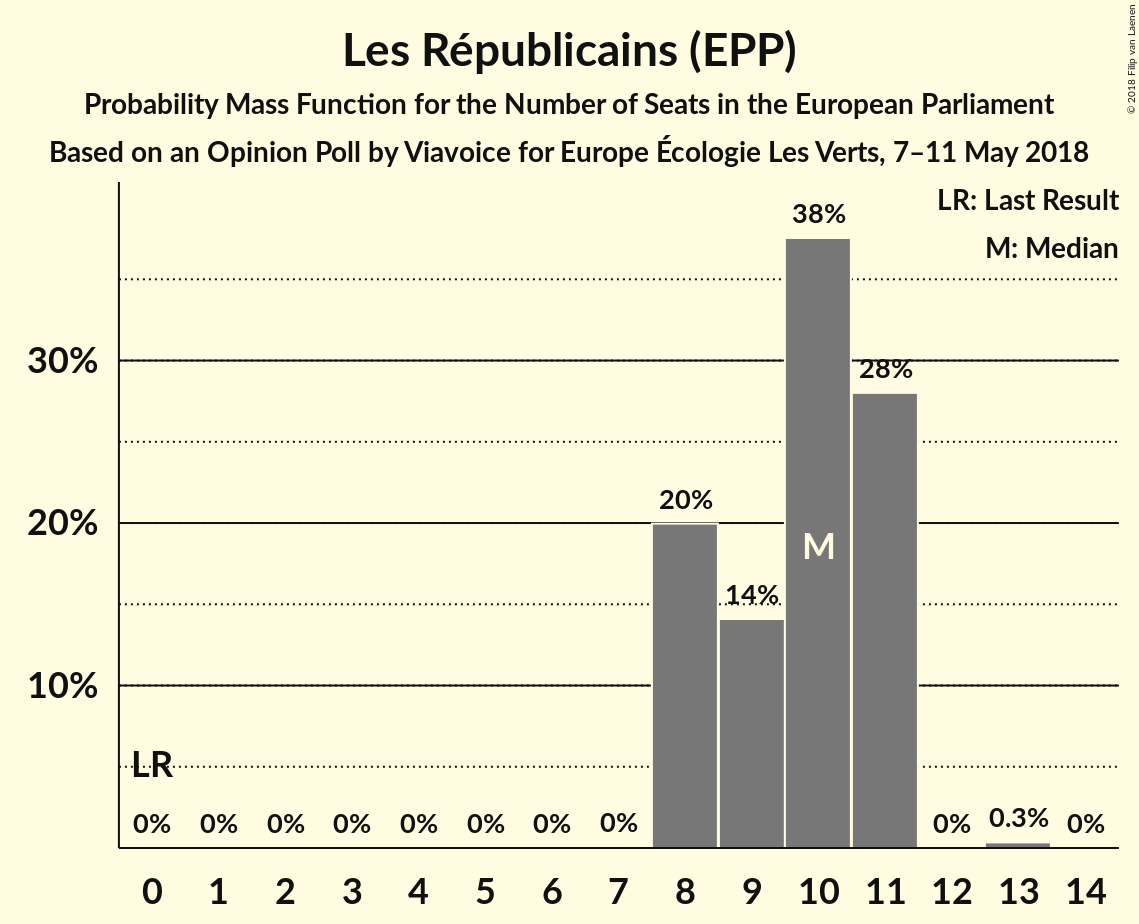 Les Républicains (EPP)
Probability Mass Function for the Number of Seats in the European Parliament
Based on an Opinion Poll by Viavoice for Europe Écologie Les Verts, 7–11 May 2018
© 2018 Filip van Laenen
LR: Last Result
M: Median
38%
30%
28%
20%
20%
M
14%
10%
LR
0% 0% 0% 0% 0% 0% 0% 0% 0% 0.3% 0%
0 1 2 3 4 5 6 7 8 9 10 11 12 13 14